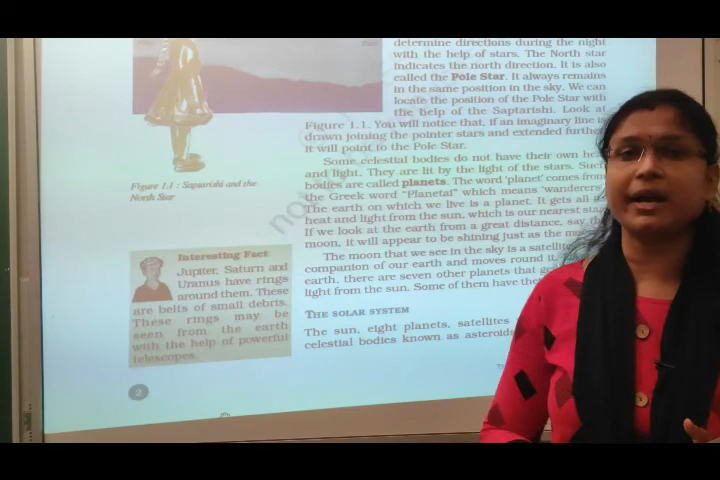 determine directions during the night
with the help of stars. The North star
indicates the north direction. It is also
called the Pole Star. It always remains
in the same position in the sky. We can
locate the position of the Pole Star with
the help of the Saptarishi. Look at
Figure 1.1. You will notice that, if an imaginary line is
drawn joining the pointer stars and extended further
it will point to the Pole Star.
Some celestial bodies do not have their own
and light. They are lit by the light of the stars. Such
bodies are called planets. The word 'planet' comes from
the Greek word "Planetai" which means 'wanderers'
The earth on which we live is a planet. It gets all
heat and light from the sun, which is our nearest star
If we look at the earth from a great distance, say
moon, it will appear to be shining just as the
The moon that we see in the sky is a satellite
companion of our earth and moves round it.
earth, there are seven other planets that
light from the sun. Some of them have
THE SOLAR SYSTEM
The sun, eight planets, satellites
celestial bodies known as asteroids
Figure 1.1 : Saptarishi and the
North Star
Interesting Fact
Jupiter, Saturn and
Uranus have rings
around them. These
are belts of small debris.
These rings may be
seen from the earth
with the help of powerful
telescopes.
2